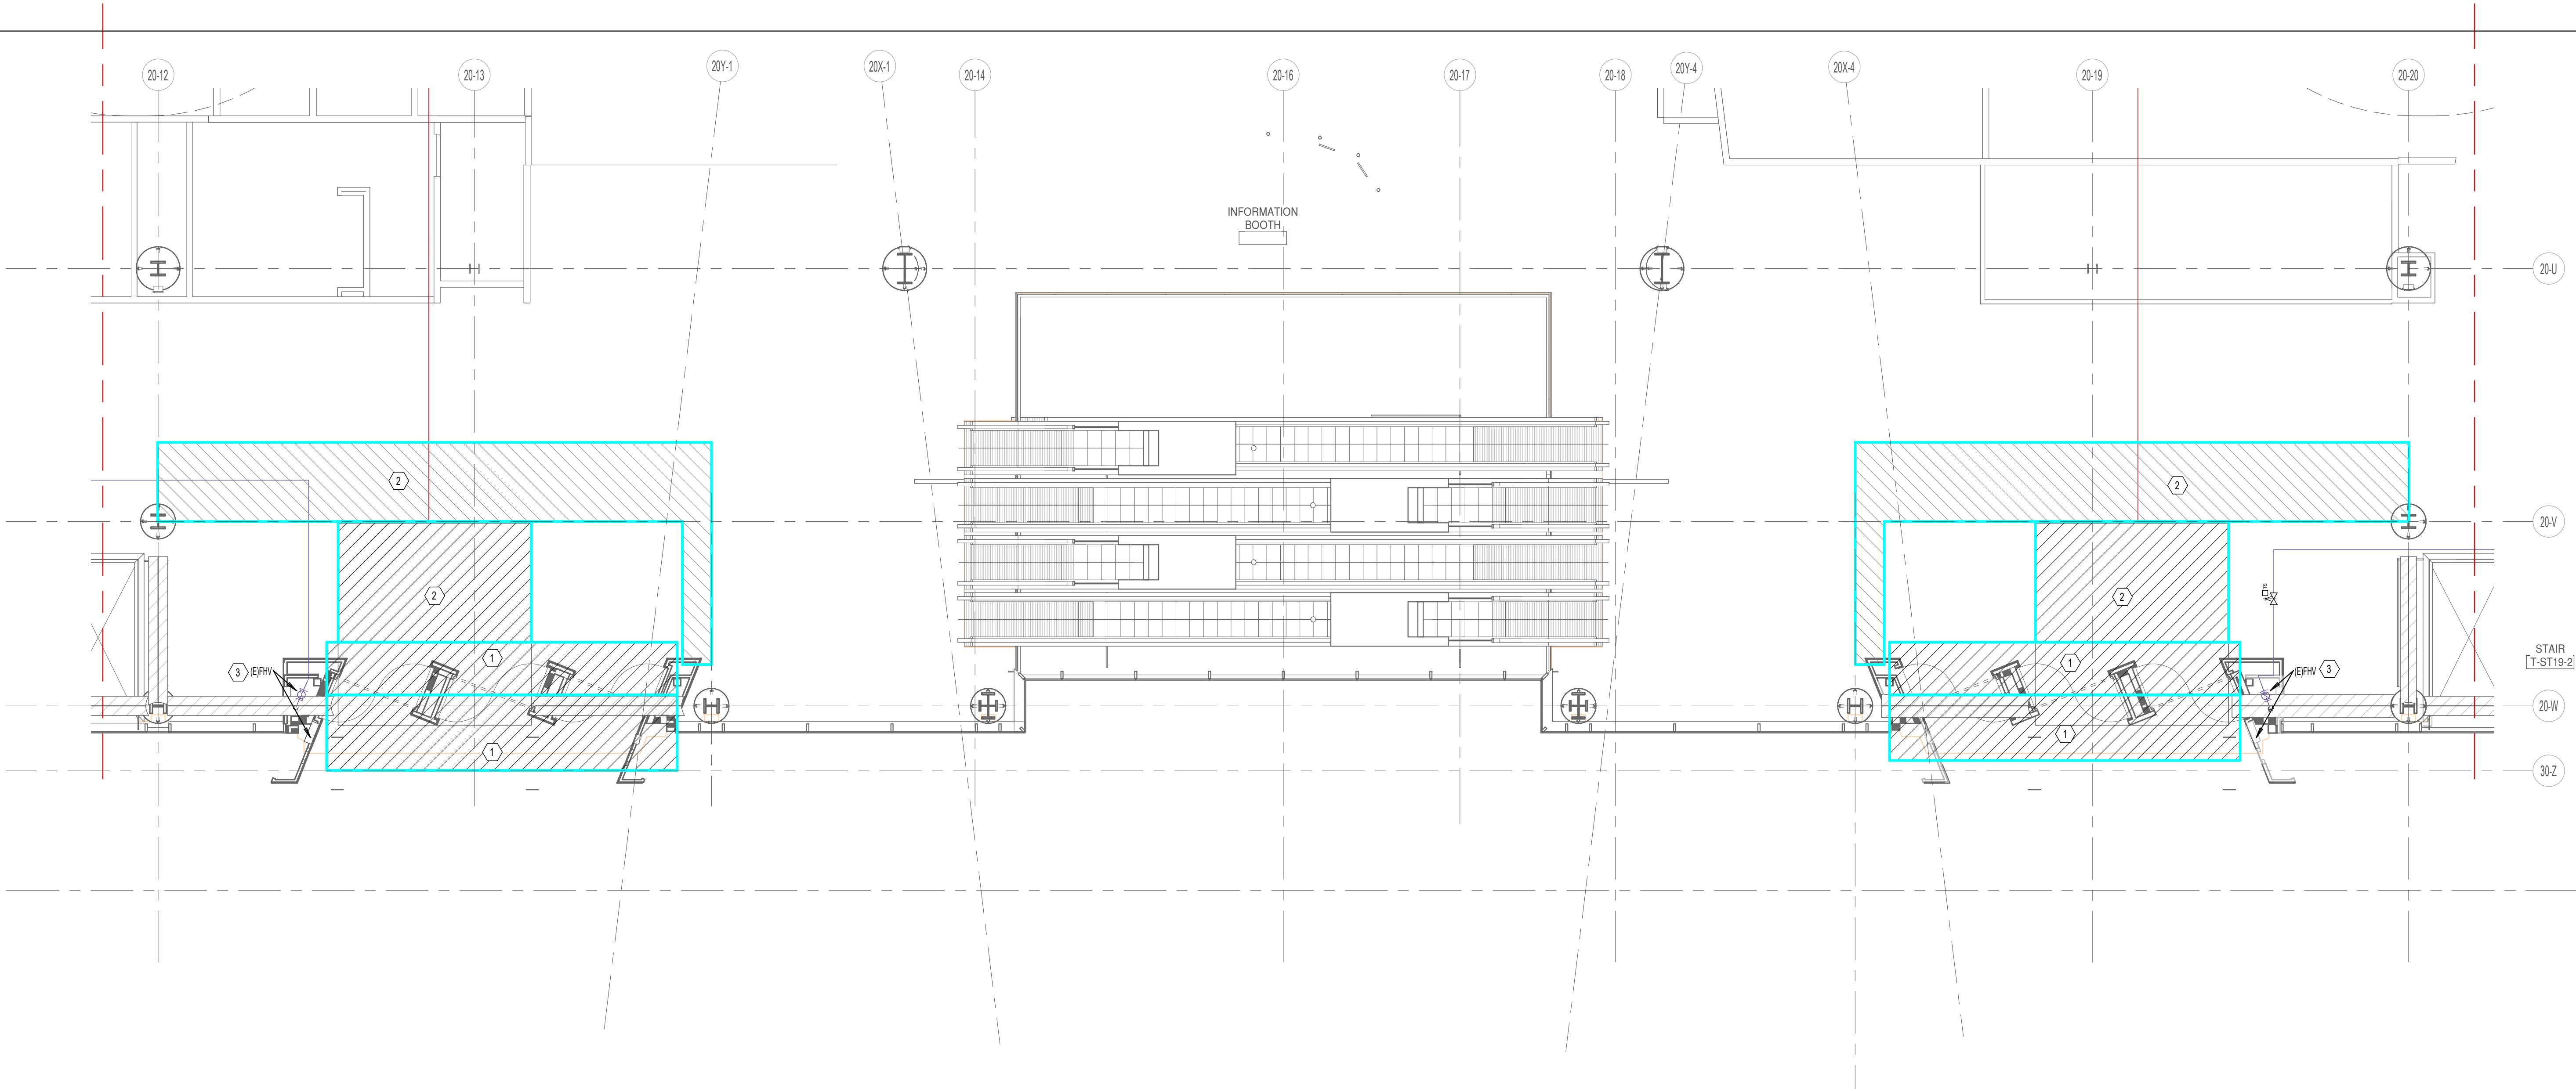 20-12
20-13
20Y-1
20X-1
20-14
20-16
20-17
20-18
20Y-4
20X-4
20-19
20-20
INFORMATION
BOOTH
20-U
2
2
20-V
2
2
STAIR
T-ST19-2
1
1
3 (E)FHV
(E)FHV 3
20-W
1
1
30-Z